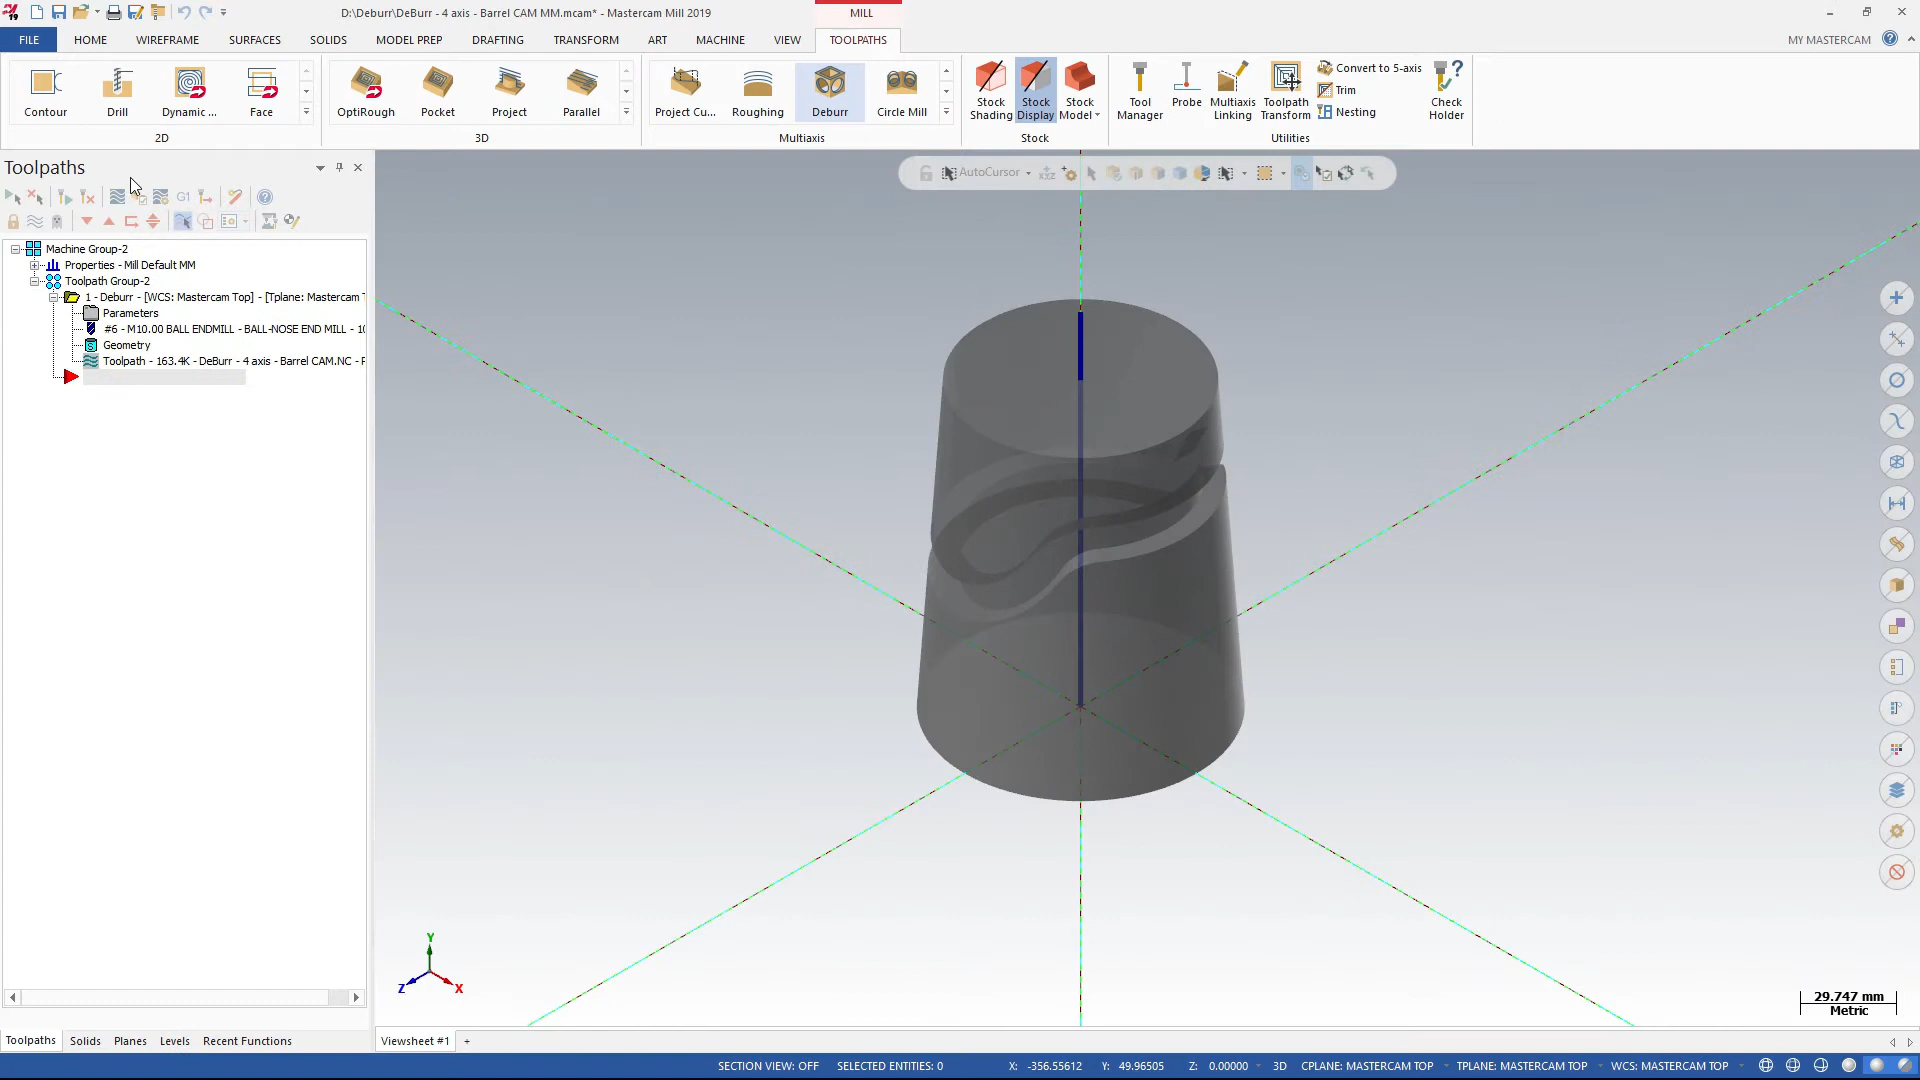 D:\Deburr\DeBurr - 4 axis - Barrel CAM MM.mcam* - Mastercam Mill 2019
MILL
FILE
HOME
WIREFRAME
SURFACES
SOLIDS
MODEL PREP
DRAFTING
TRANSFORM
ART
MACHINE
VIEW
TOOLPATHS
MY MASTERCAM
Contour
Drill
Dynamic ...
Face
2D
OptiRough
Pocket
Project
Parallel
3D
Project Cu...
Roughing
Deburr
Circle Mill
Multiaxis
Stock
Shading
Stock
Display
Stock
Model
Stock
Tool
Manager
Probe
Multiaxis
Linking
Toolpath
Transform
Convert to 5-axis
Trim
Nesting
Check
Holder
Utilities
Toolpaths
AutoCursor
G1
Machine Group-2
Properties - Mill Default MM
Toolpath Group-2
1 - Deburr - [WCS: Mastercam Top] - [Tplane: Mastercam
Parameters
#6 - M10.00 BALL ENDMILL - BALL-NOSE END MILL - 10
Geometry
Toolpath - 163.4K - DeBurr - 4 axis - Barrel CAM.NC -
Y
Z
X
29.747 mm
Metric
Toolpaths
Solids
Planes
Levels
Recent Functions
Viewsheet #1
+
SECTION VIEW: OFF
SELECTED ENTITIES: 0
X: -356.55612
Y: 49.96505
Z: 0.00000
3D
CPLANE: MASTERCAM TOP
TPLANE: MASTERCAM TOP
WCS: MASTERCAM TOP